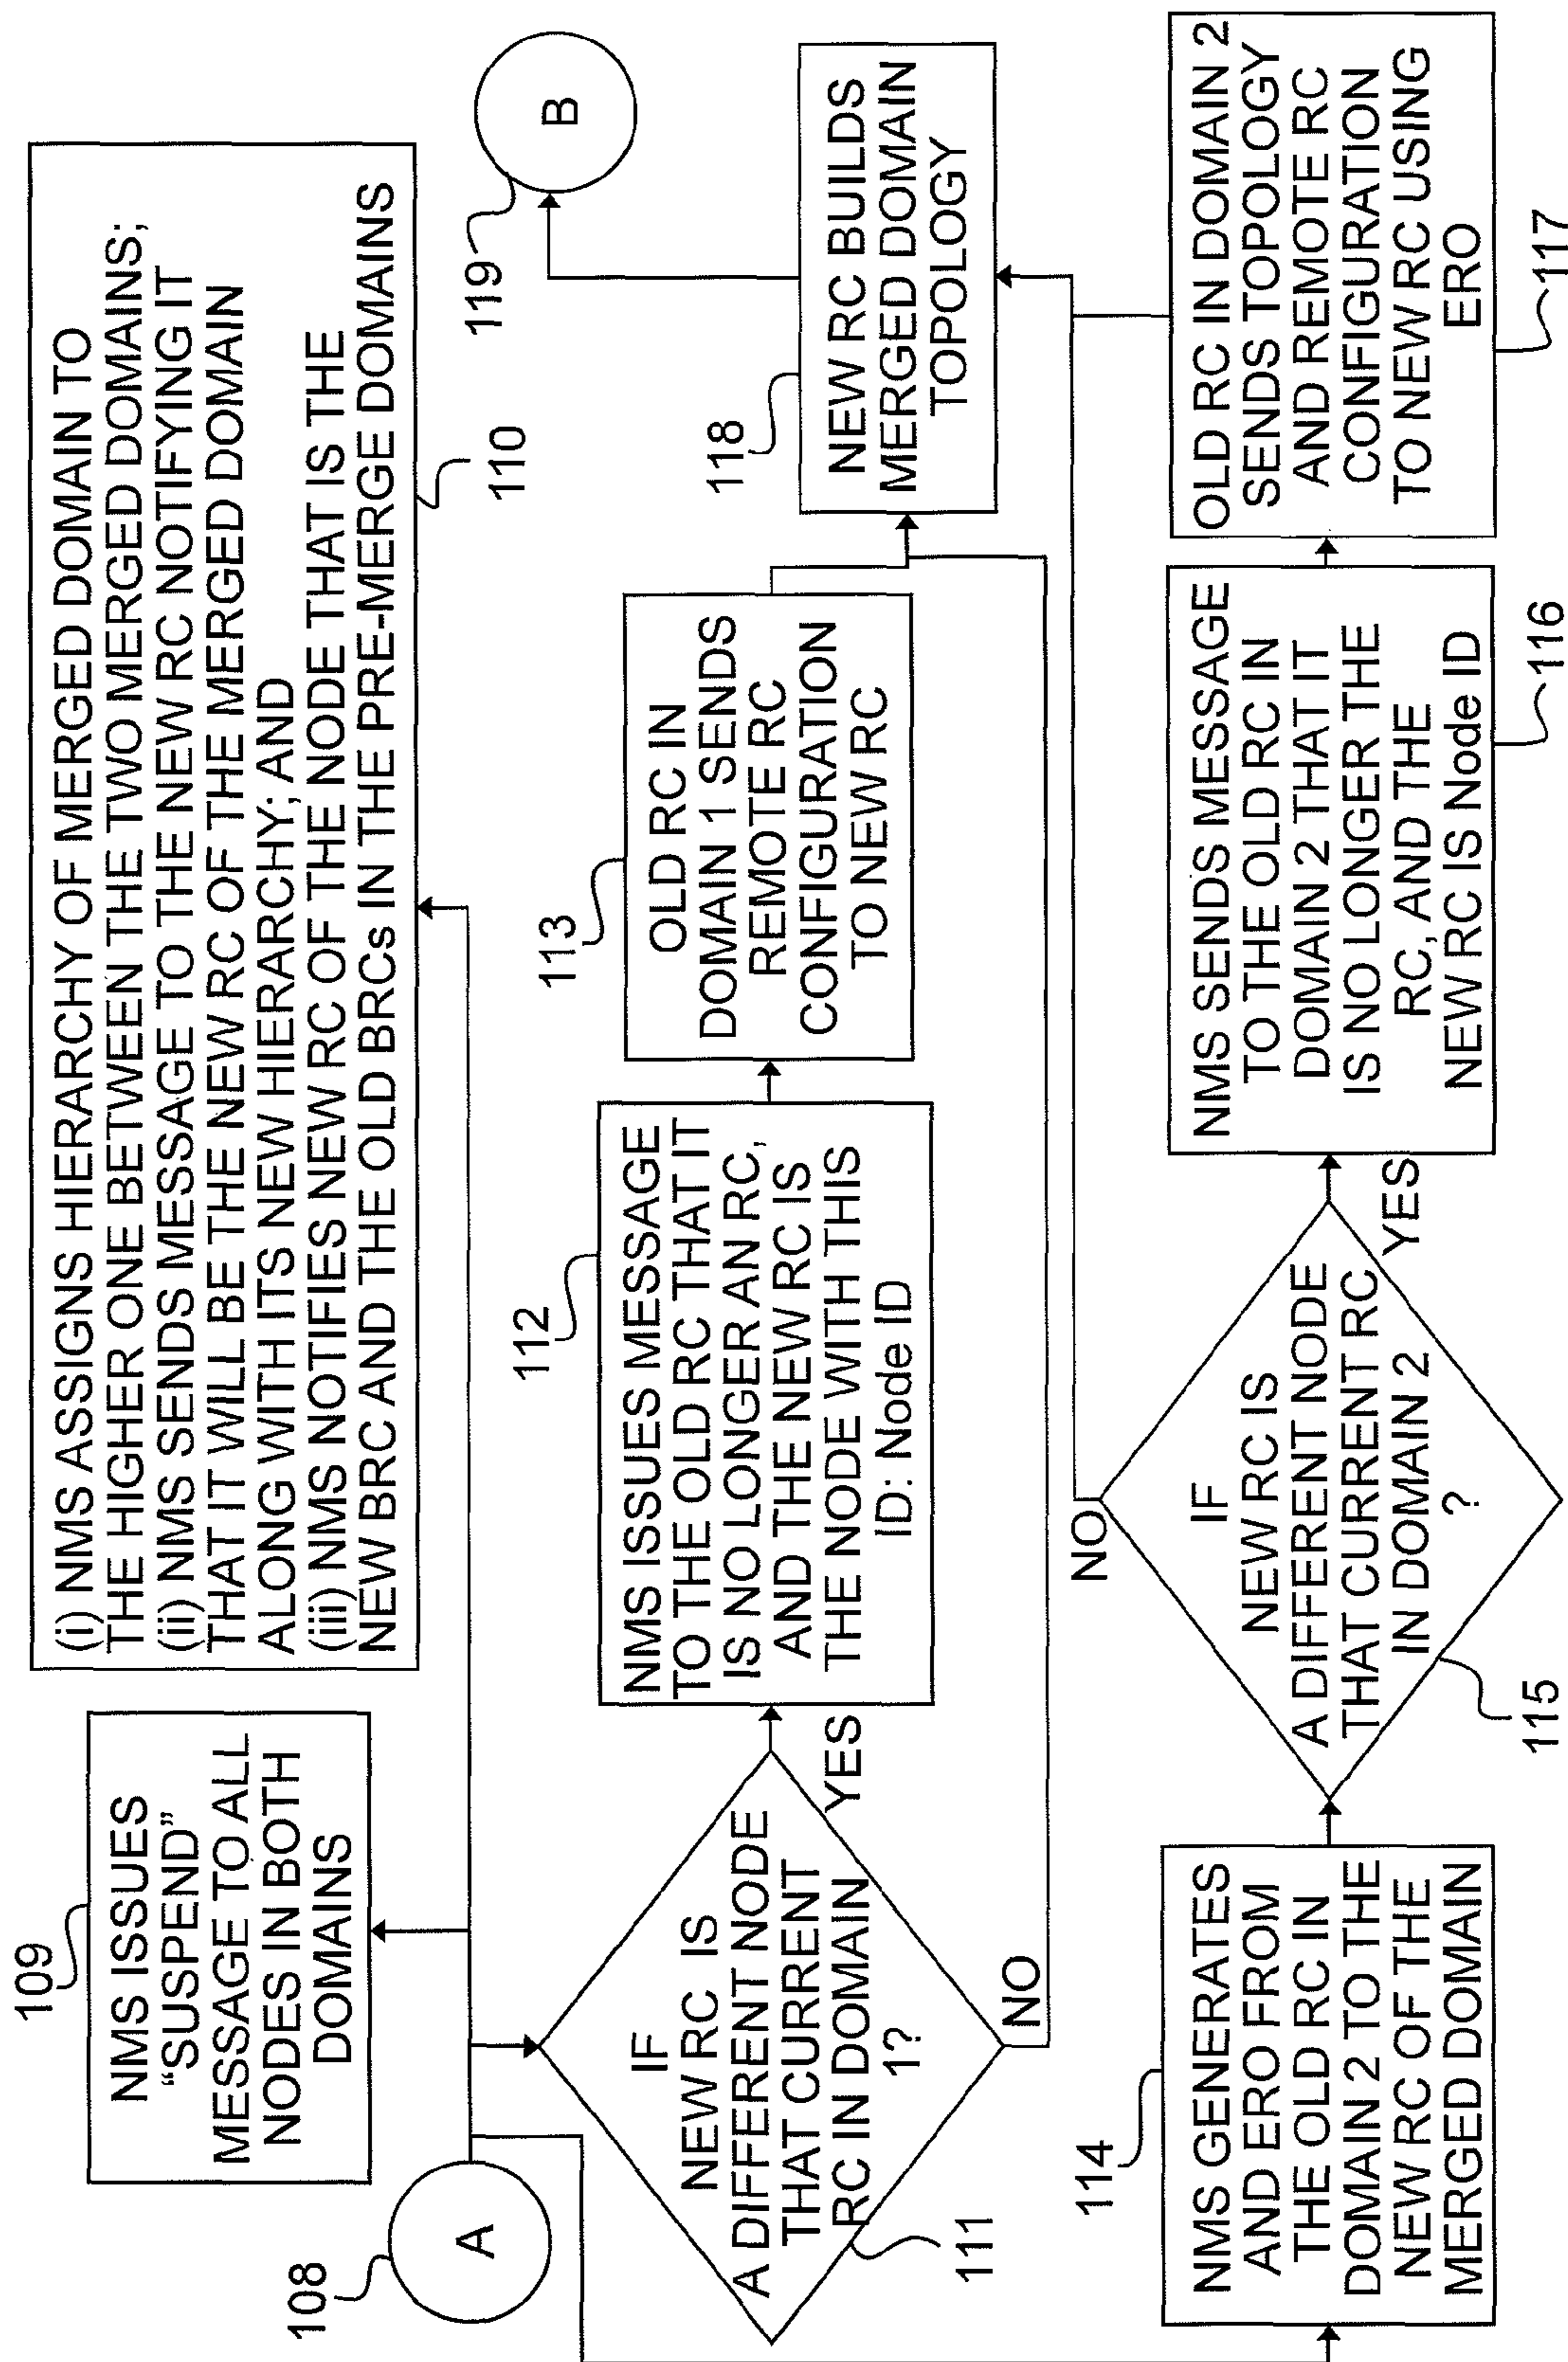 108
A
109
NMS ISSUES
“SUSPEND”
MESSAGE TO ALL
NODES IN BOTH
DOMAINS
(i) NMS ASSIGNS HIERARCHY OF MERGED DOMAIN TO
THE HIGHER ONE BETWEEN THE TWO MERGED DOMAINS;
(ii) NMS SENDS MESSAGE TO THE NEW RC NOTIFYING IT
THAT IT WILL BE THE NEW RC OF THE MERGED DOMAIN
ALONG WITH ITS NEW HIERARCHY; AND
(iii) NMS NOTIFIES NEW RC OF THE NODE THAT IS THE
NEW BRC AND THE OLD BRCs IN THE PRE-MERGE DOMAINS
110
IF
NEW RC IS
A DIFFERENT NODE
THAT CURRENT
RC IN DOMAIN
1?
111
YES
NO
112
NMS ISSUES MESSAGE
TO THE OLD RC THAT IT
IS NO LONGER AN RC,
AND THE NEW RC IS
THE NODE WITH THIS
ID: Node ID
113
OLD RC IN
DOMAIN 1 SENDS
REMOTE RC
CONFIGURATION
TO NEW RC
118
NEW RC BUILDS
MERGED DOMAIN
TOPOLOGY
119
B
114
NMS GENERATES
AND ERO FROM
THE OLD RC IN
DOMAIN 2 TO THE
NEW RC OF THE
MERGED DOMAIN
IF
NEW RC IS
A DIFFERENT NODE
THAT CURRENT RC
IN DOMAIN 2
?
115
NO
YES
NMS SENDS MESSAGE
TO THE OLD RC IN
DOMAIN 2 THAT IT
IS NO LONGER THE
RC, AND THE
NEW RC IS Node ID
116
OLD RC IN DOMAIN 2
SENDS TOPOLOGY
AND REMOTE RC
CONFIGURATION
TO NEW RC USING
ERO
117